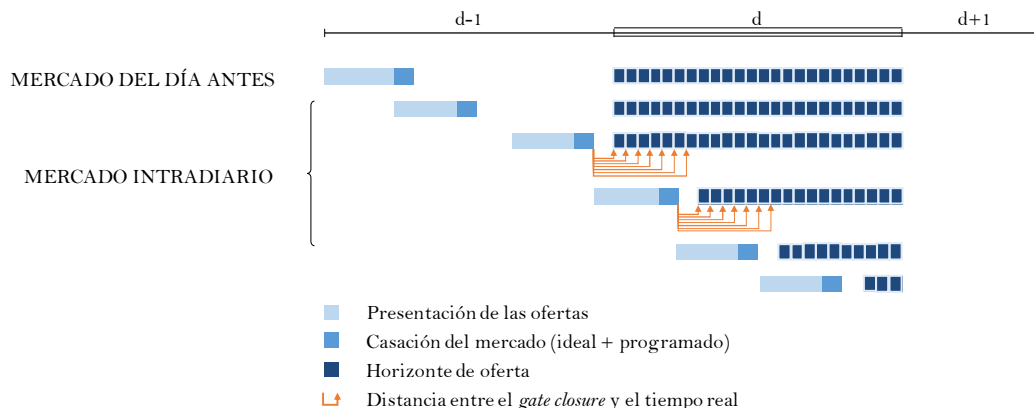 d-1 d d+1
MERCADO DEL DÍA ANTES
MERCADO INTRADIARIO
Presentación de las ofertas
Casación del mercado (ideal + programado)
Horizonte de oferta
Distancia entre el gate closure y el tiempo real